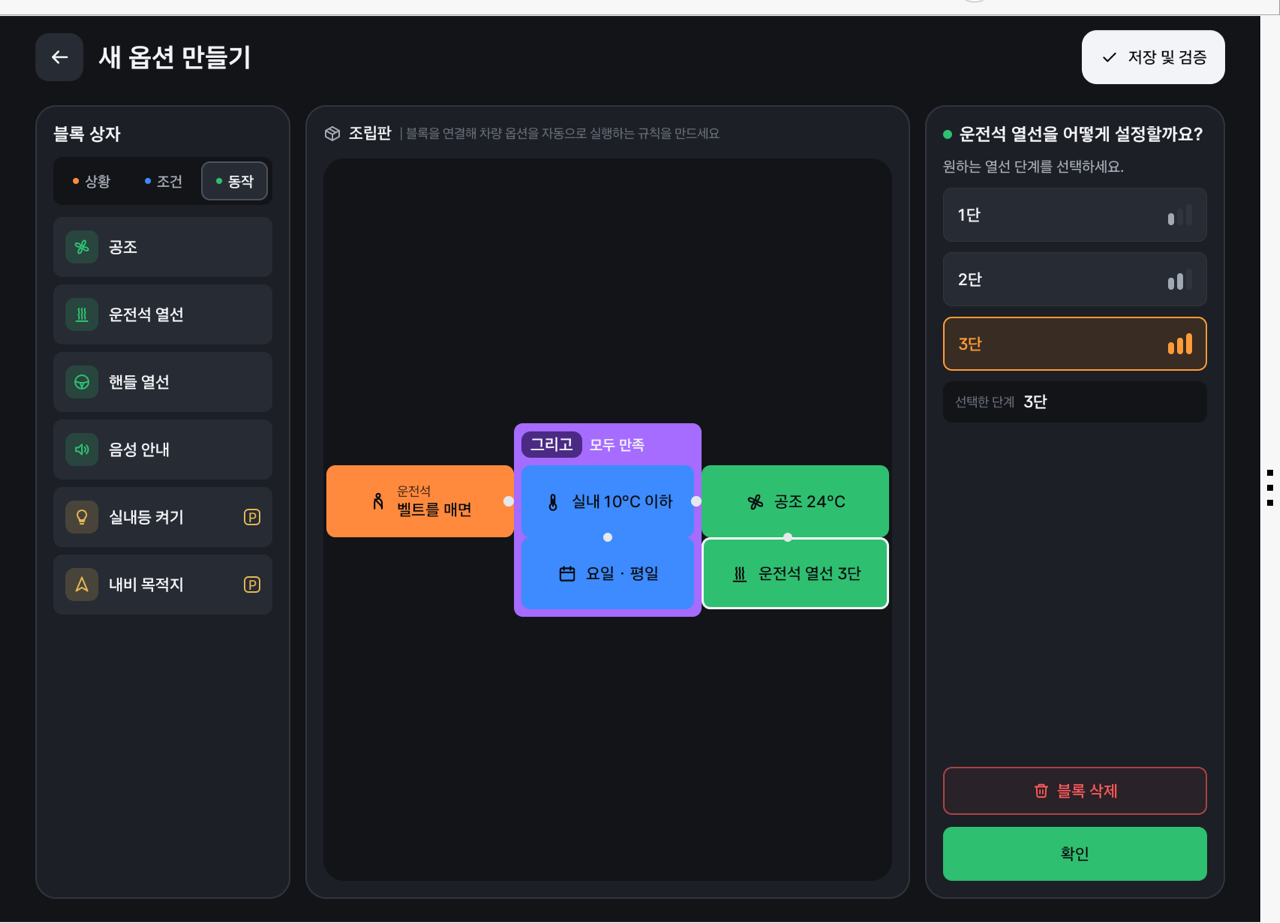 새 옵션 만들기
저장 및 검증
블록 상자
상황
조건
동작
공조
운전석 열선
핸들 열선
음성 안내
실내등 켜기
P
내비 목적지
P
조립판 | 블록을 연결해 차량 옵션을 자동으로 실행하는 규칙을 만드세요
그리고 모두 만족
운전석
벨트를 매면
실내 10°C 이하
공조 24°C
요일 · 평일
운전석 열선 3단
운전석 열선을 어떻게 설정할까요?
원하는 열선 단계를 선택하세요.
1단
2단
3단
선택한 단계 3단
블록 삭제
확인